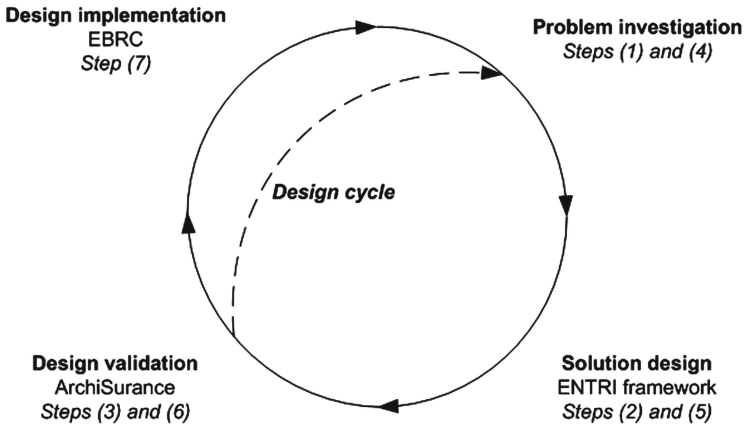 Design implementation
EBRC
Step (7)
Problem investigation
Steps (1) and (4)
Design cycle
Design validation
ArchiSurance
Steps (3) and (6)
Solution design
ENTRI framework
Steps (2) and (5)